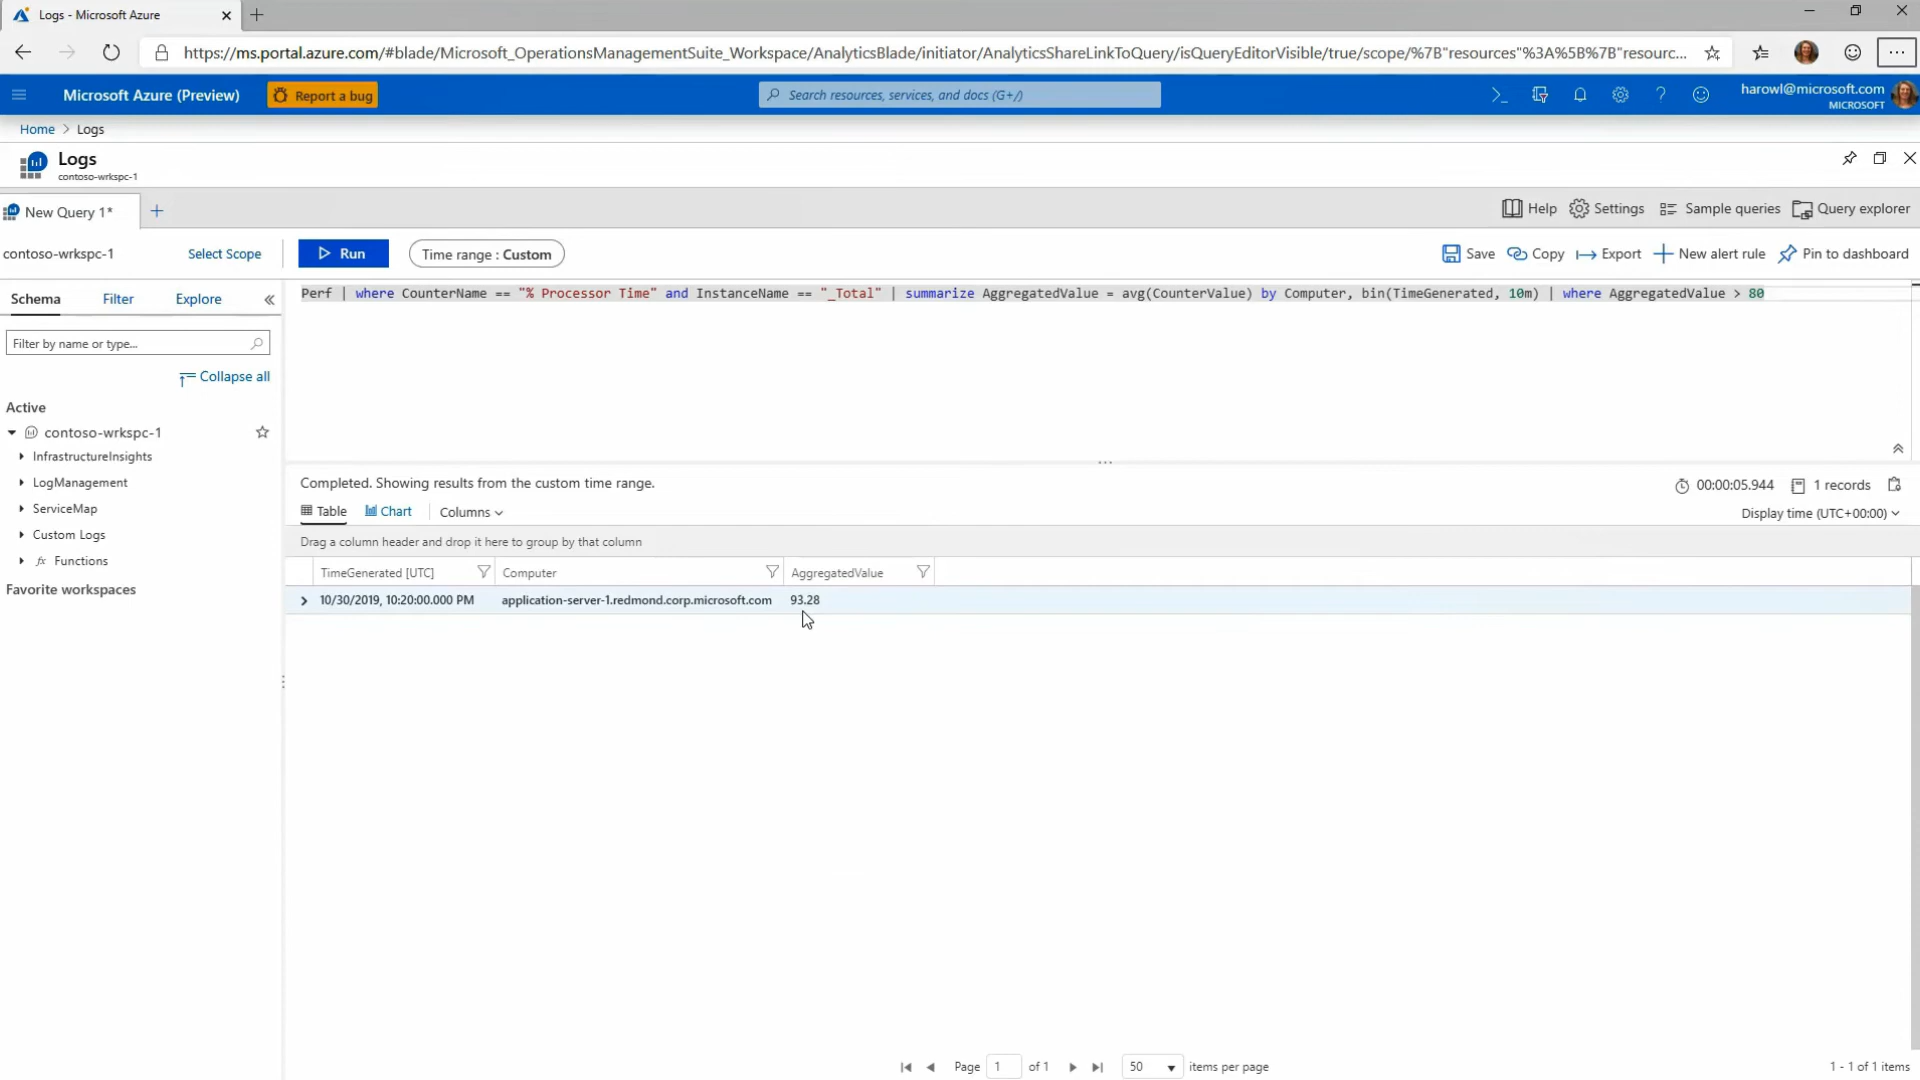 Logs - Microsoft Azure
https://ms.portal.azure.com/#blade/Microsoft_OperationsManagementSuite_Workspace/AnalyticsBlade/initiator/AnalyticsShareLinkToQuery/isQueryEditorVisible/true/scope/%7B"resources"%3A%5B%7B"resourc...
Microsoft Azure (Preview)
Report a bug
Search resources, services, and docs (G+/)
harowl@microsoft.com
MICROSOFT
Home > Logs
Logs
contoso-wrkspc-1
New Query 1*
Help
Settings
Sample queries
Query explorer
contoso-wrkspc-1
Select Scope
Run
Time range : Custom
Save
Copy
Export
New alert rule
Pin to dashboard
Schema
Filter
Explore
Perf | where CounterName == "% Processor Time" and InstanceName == "_Total" | summarize AggregatedValue = avg(CounterValue) by Computer, bin(TimeGenerated, 10m) | where AggregatedValue > 80
Filter by name or type...
Collapse all
Active
contoso-wrkspc-1
InfrastructureInsights
LogManagement
ServiceMap
Custom Logs
fx Functions
Favorite workspaces
Completed. Showing results from the custom time range.
00:00:05.944
1 records
Table
Chart
Columns
Display time (UTC+00:00)
Drag a column header and drop it here to group by that column
TimeGenerated [UTC]
Computer
AggregatedValue
10/30/2019, 10:20:00.000 PM
application-server-1.redmond.corp.microsoft.com
93.28
Page 1 of 1
50 items per page
1 - 1 of 1 items